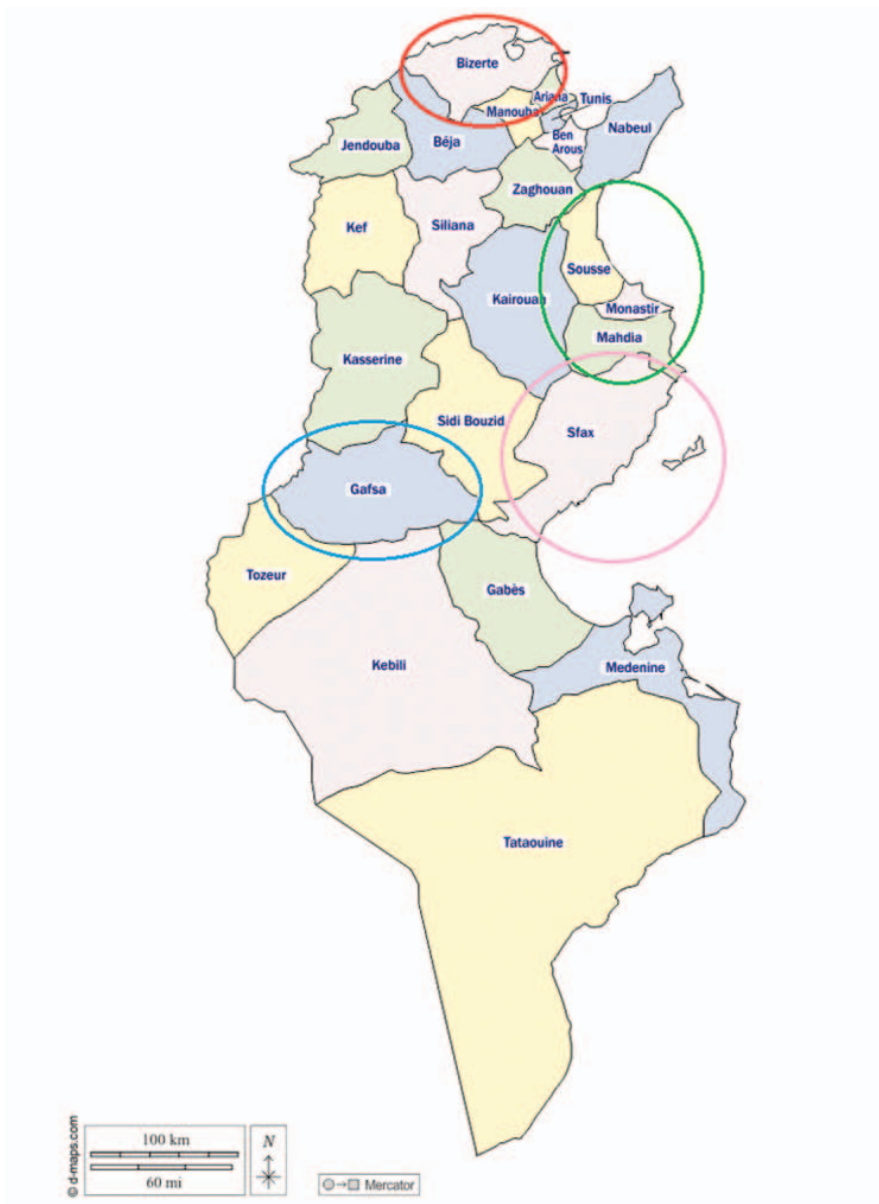 Bizerte
Ariana
Tunis
Manouba
Nabeul
Ben
Arous
Béja
Jendouba
Zaghouan
Kef
Siliana
Sousse
Kairouan
Monastir
Mahdia
Kasserine
Sidi Bouzid
Sfax
Gafsa
Tozeur
Gabès
Kebili
Medenine
Tataouine
© d-maps.com
100 km
60 mi
N
Mercator